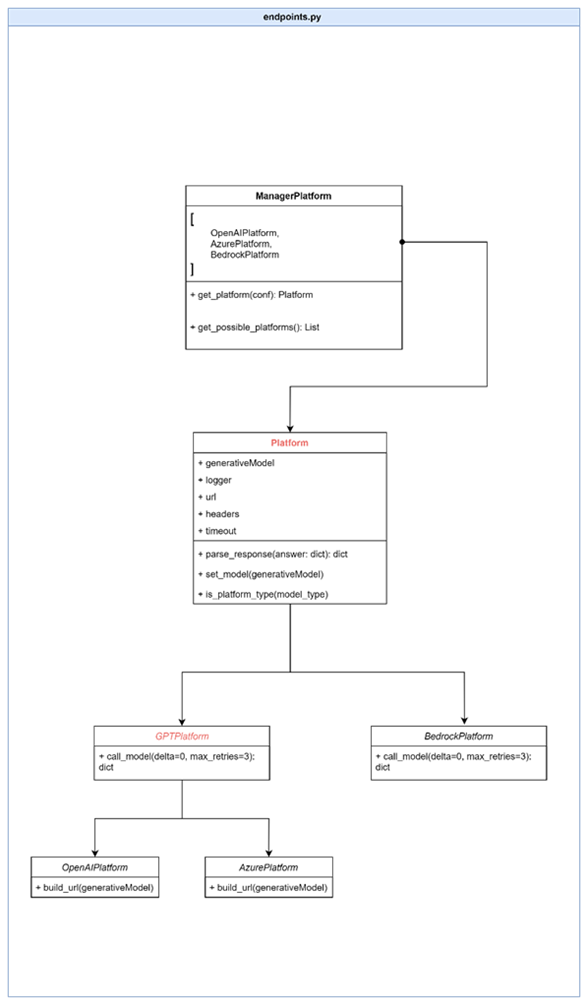 endpoints.py
ManagerPlatform
[
OpenAIPlatform,
AzurePlatform,
BedrockPlatform
]
+ get_platform(conf): Platform
+ get_possible_platforms(): List
Platform
+ generativeModel
+ logger
+ url
+ headers
+ timeout
+ parse_response(answer: dict): dict
+ set_model(generativeModel)
+ is_platform_type(model_type)
GPTPlatform
+ call_model(delta=0, max_retries=3):
dict
BedrockPlatform
+ call_model(delta=0, max_retries=3):
dict
OpenAIPlatform
+ build_url(generativeModel)
AzurePlatform
+ build_url(generativeModel)